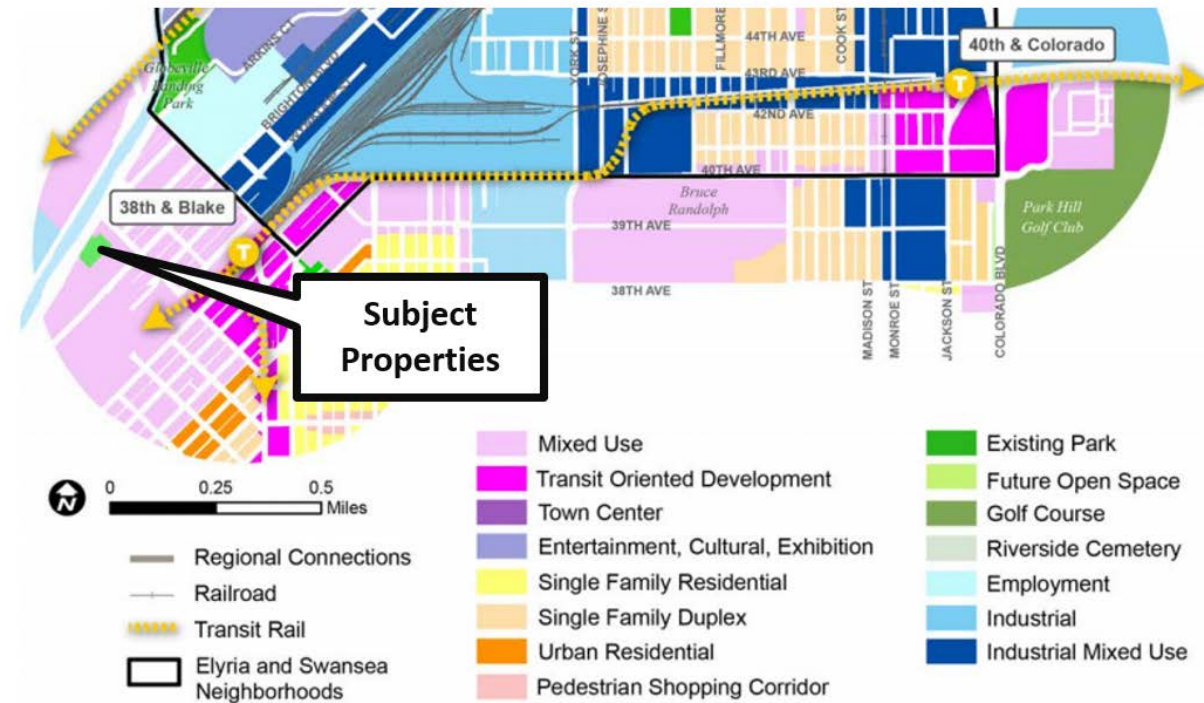 YORK ST
JOSEPHINE S
FILLMORE
COOK ST
44TH AVE
40th & Colorado
Globeville
Landing
Park
ARKINS CT
BRIGHTON BLVD
43RD AVE
42ND AVE
40TH AVE
38th & Blake
Bruce
Randolph
Park Hill
Golf Club
39TH AVE
38TH AVE
MADISON ST
MONROE ST
JACKSON ST
COLORADO BLVD
T
T
Subject
Properties
N
0 0.25 0.5
Miles
Regional Connections
Railroad
Transit Rail
Elyria and Swansea
Neighborhoods
Mixed Use
Transit Oriented Development
Town Center
Entertainment, Cultural, Exhibition
Single Family Residential
Single Family Duplex
Urban Residential
Pedestrian Shopping Corridor
Existing Park
Future Open Space
Golf Course
Riverside Cemetery
Employment
Industrial
Industrial Mixed Use